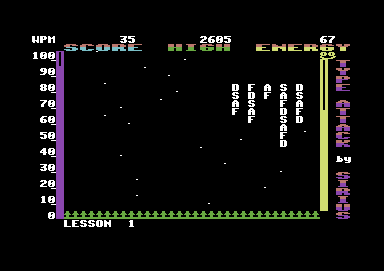 WPM 35 2605 67
SCORE HIGH ENERGY
99
100
90
80
70
60
50
40
30
20
10
0
DSAF
FDSAF
AF
SAFDSAFD
DSAFD
TYPE ATTACK by SIRIUS
LESSON 1